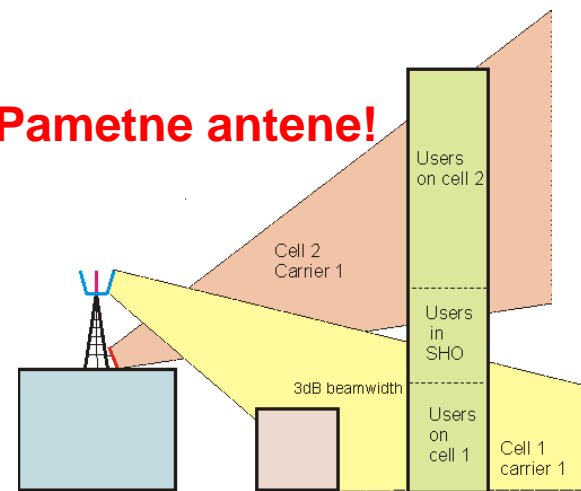 Pametne antene!
Users
on cell 2
Cell 2
Carrier 1
Users
in
SHO
3dB beamwidth
Users
on
cell 1
Cell 1
carrier 1